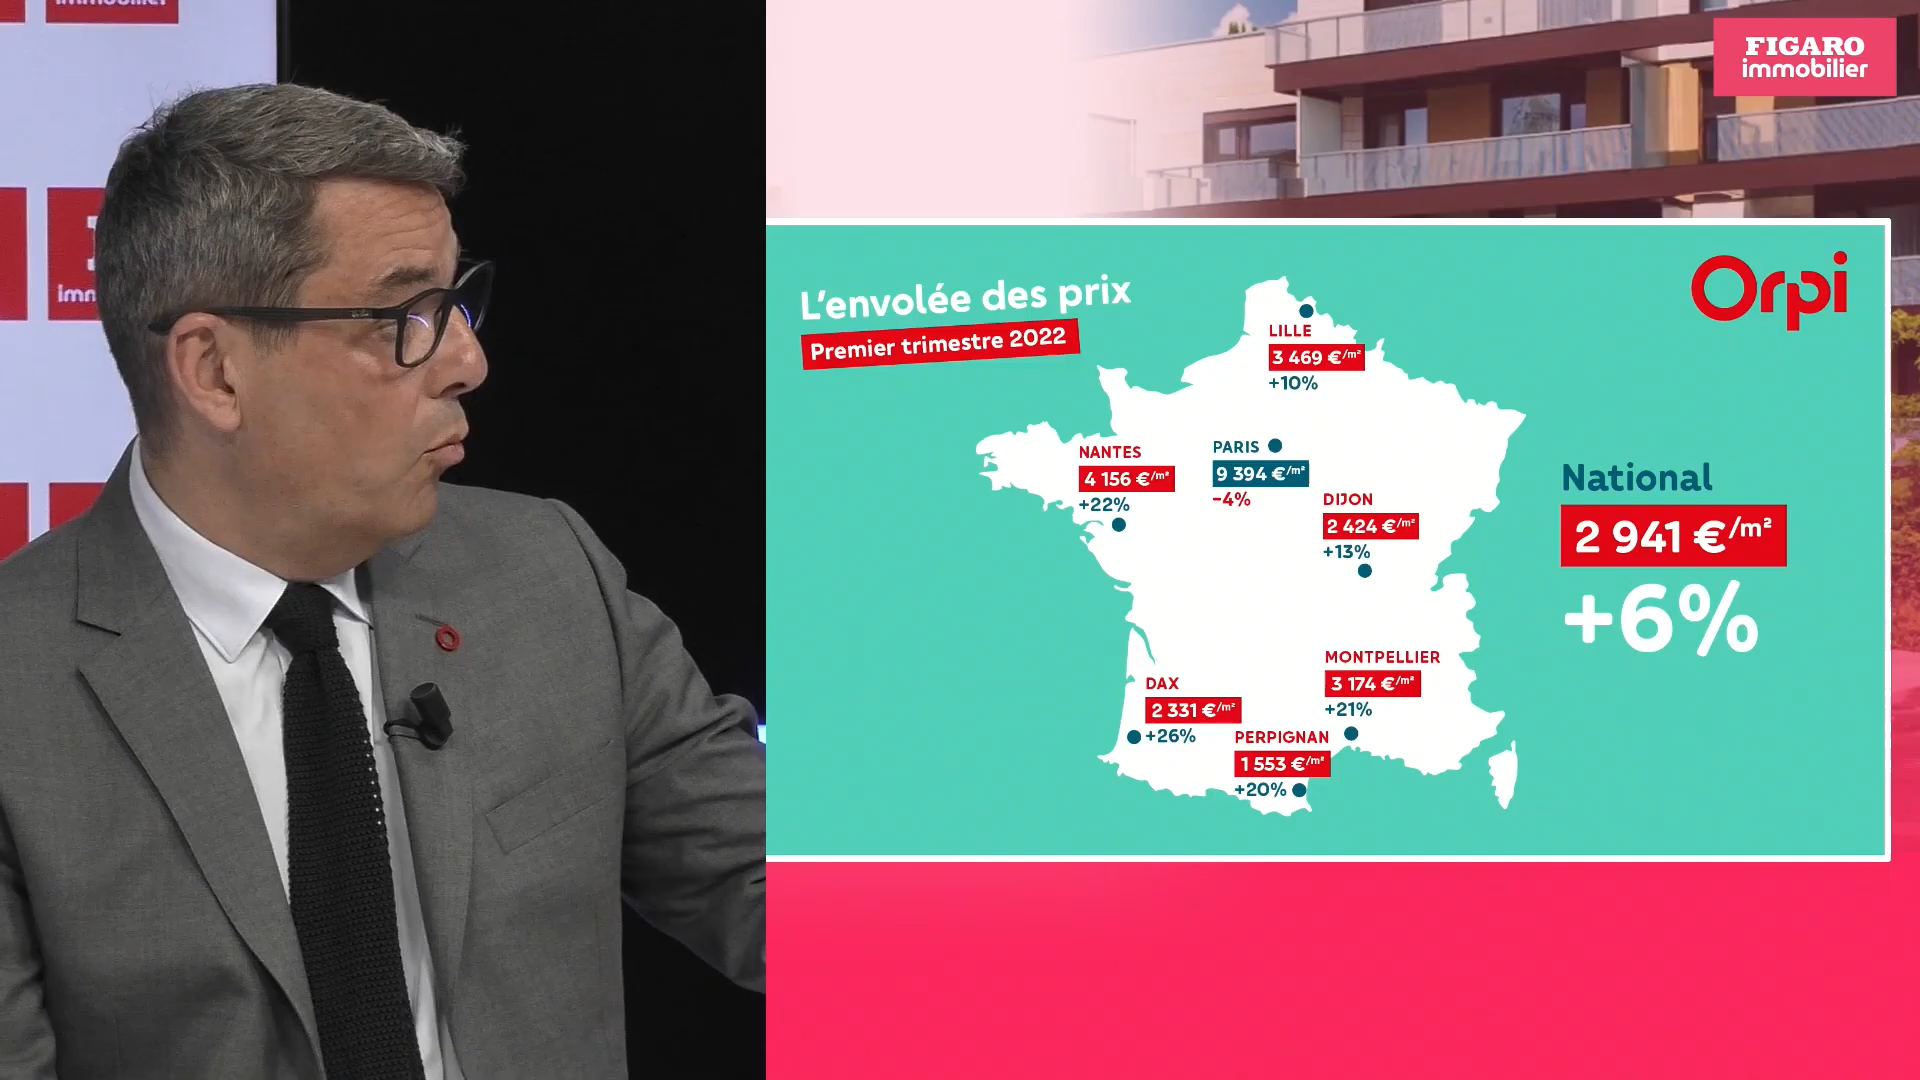 immobilier
FIGARO
immobilier
L'envolée des prix
Premier trimestre 2022
Orpi
LILLE
3 469 €/m²
+10%
NANTES
4 156 €/m²
+22%
PARIS
9 394 €/m²
-4%
DIJON
2 424 €/m²
+13%
National
2 941 €/m²
+6%
MONTPELLIER
3 174 €/m²
+21%
DAX
2 331 €/m²
+26%
PERPIGNAN
1 553 €/m²
+20%